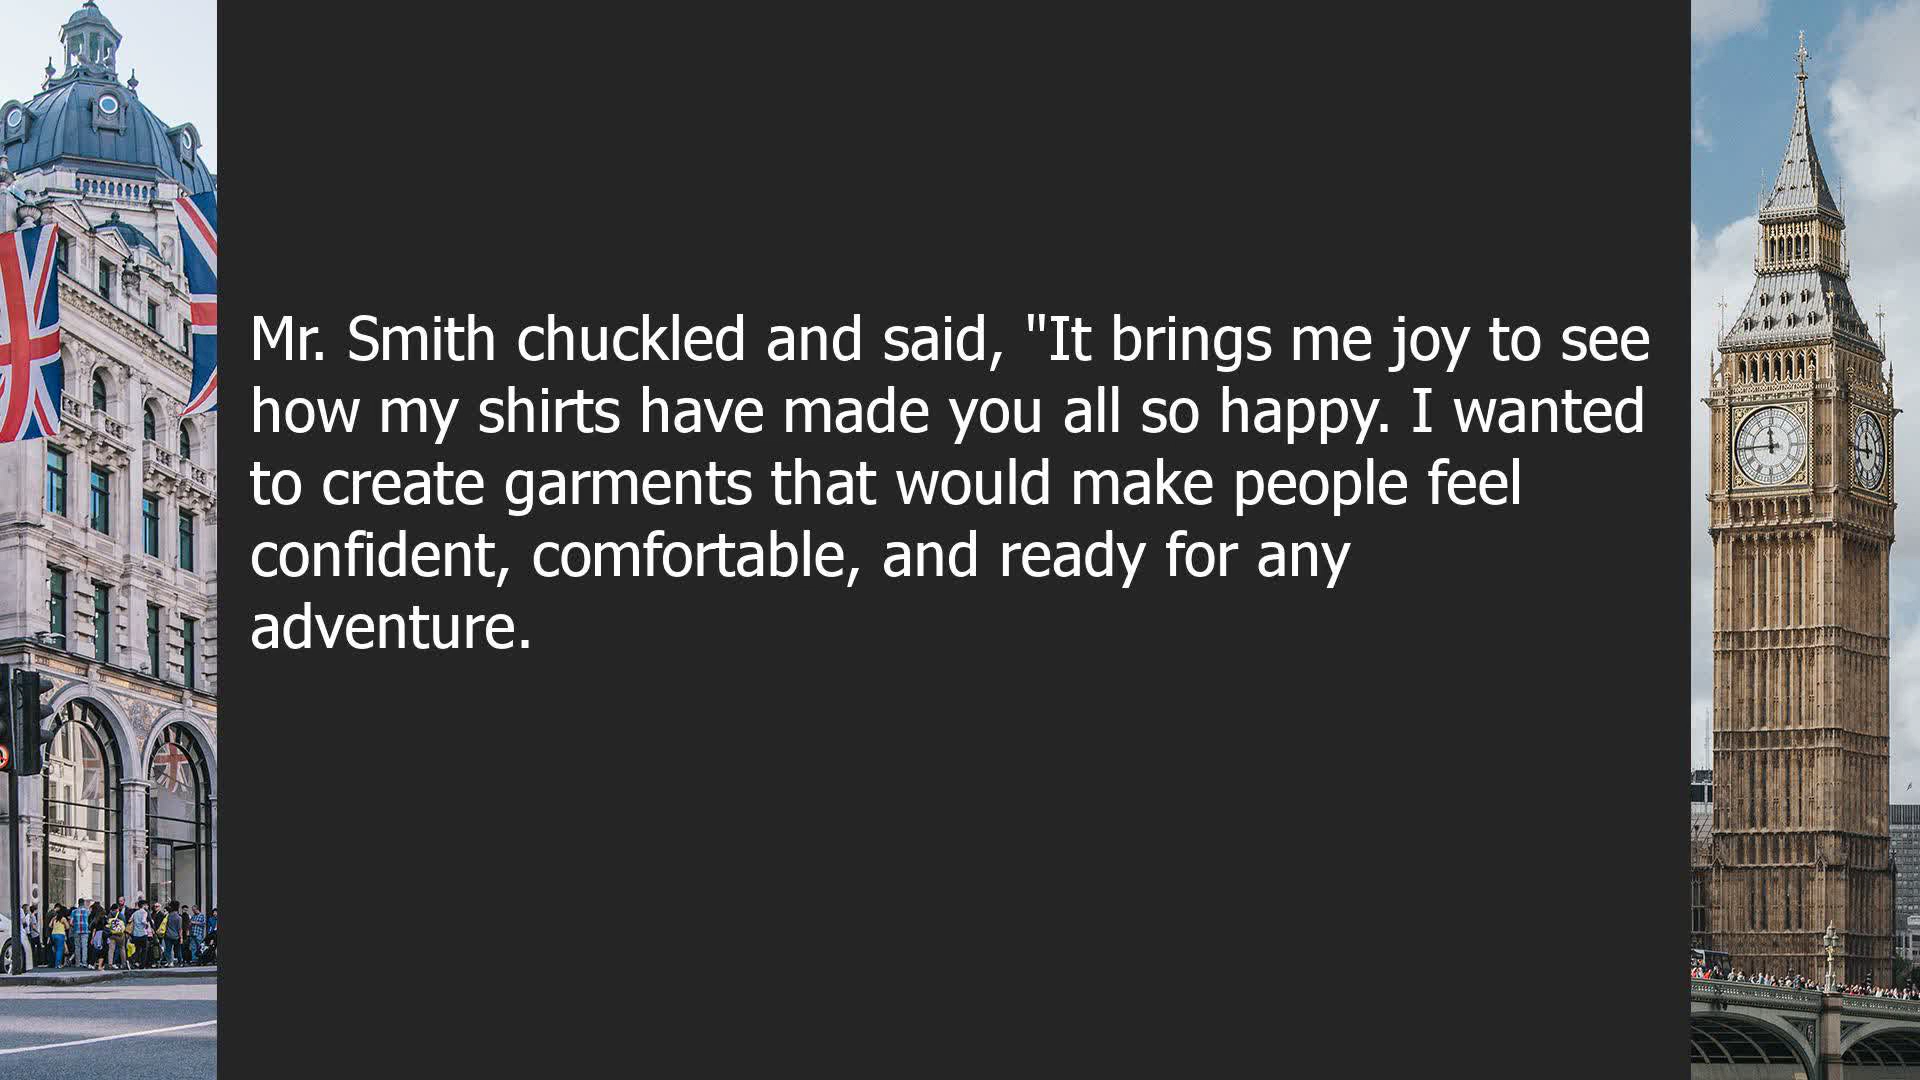 Mr. Smith chuckled and said, "It brings me joy to see
how my shirts have made you all so happy. I wanted
to create garments that would make people feel
confident, comfortable, and ready for any
adventure.